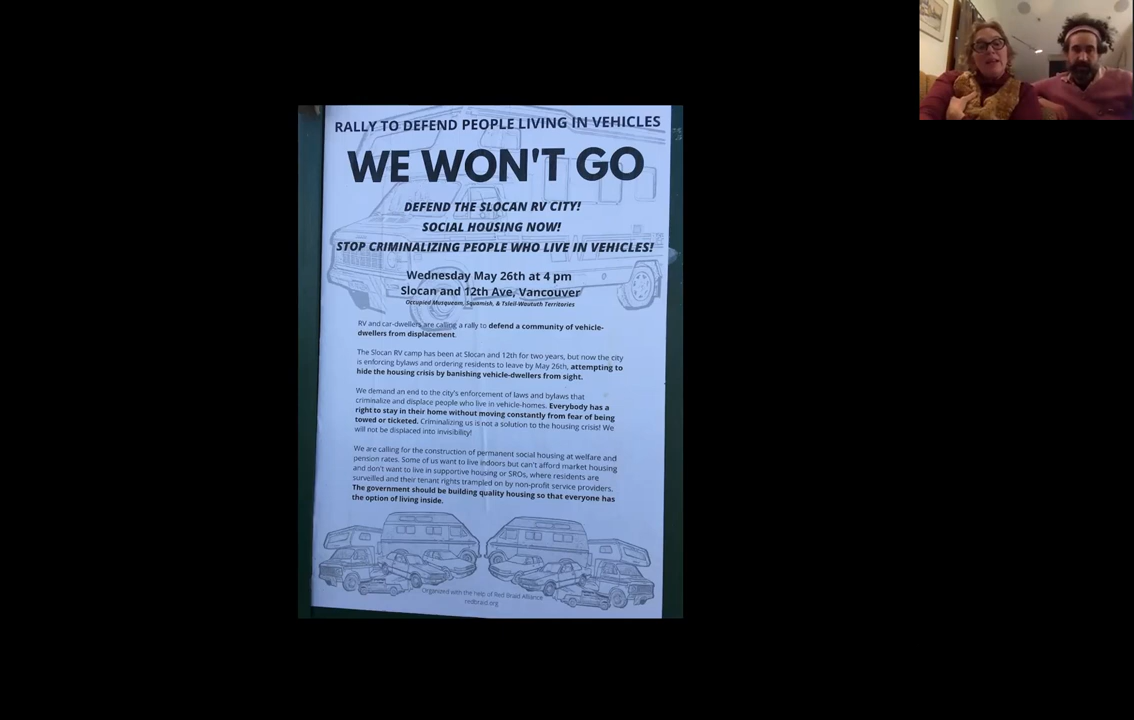 RALLY TO DEFEND PEOPLE LIVING IN VEHICLES
WE WON'T GO
DEFEND THE SLOCAN RV CITY!
SOCIAL HOUSING NOW!
STOP CRIMINALIZING PEOPLE WHO LIVE IN VEHICLES!
Wednesday May 26th at 4 pm
Slocan and 12th Ave, Vancouver
Occupied Musqueam, Squamish, & Tsleil-Waututh Territories
RV and car-dwellers are calling a rally to defend a community of vehicle-
dwellers from displacement.
The Slocan RV camp has been at Slocan and 12th for two years, but now the city
is enforcing bylaws and ordering residents to leave by May 26th, attempting to
hide the housing crisis by banishing vehicle-dwellers from sight.
We demand an end to the city's enforcement of laws and bylaws that
criminalize and displace people who live in vehicle-homes. Everybody has a
right to stay in their home without moving constantly from fear of being
towed or ticketed. Criminalizing us is not a solution to the housing crisis! We
will not be displaced into invisibility!
We are calling for the construction of permanent social housing at welfare and
pension rates. Some of us want to live indoors but can't afford market housing
and don't want to live in supportive housing or SROs, where residents are
surveilled and their tenant rights trampled on by non-profit service providers.
The government should be building quality housing so that everyone has
the option of living inside.
Organized with the help of Red Braid Alliance
redbraid.org